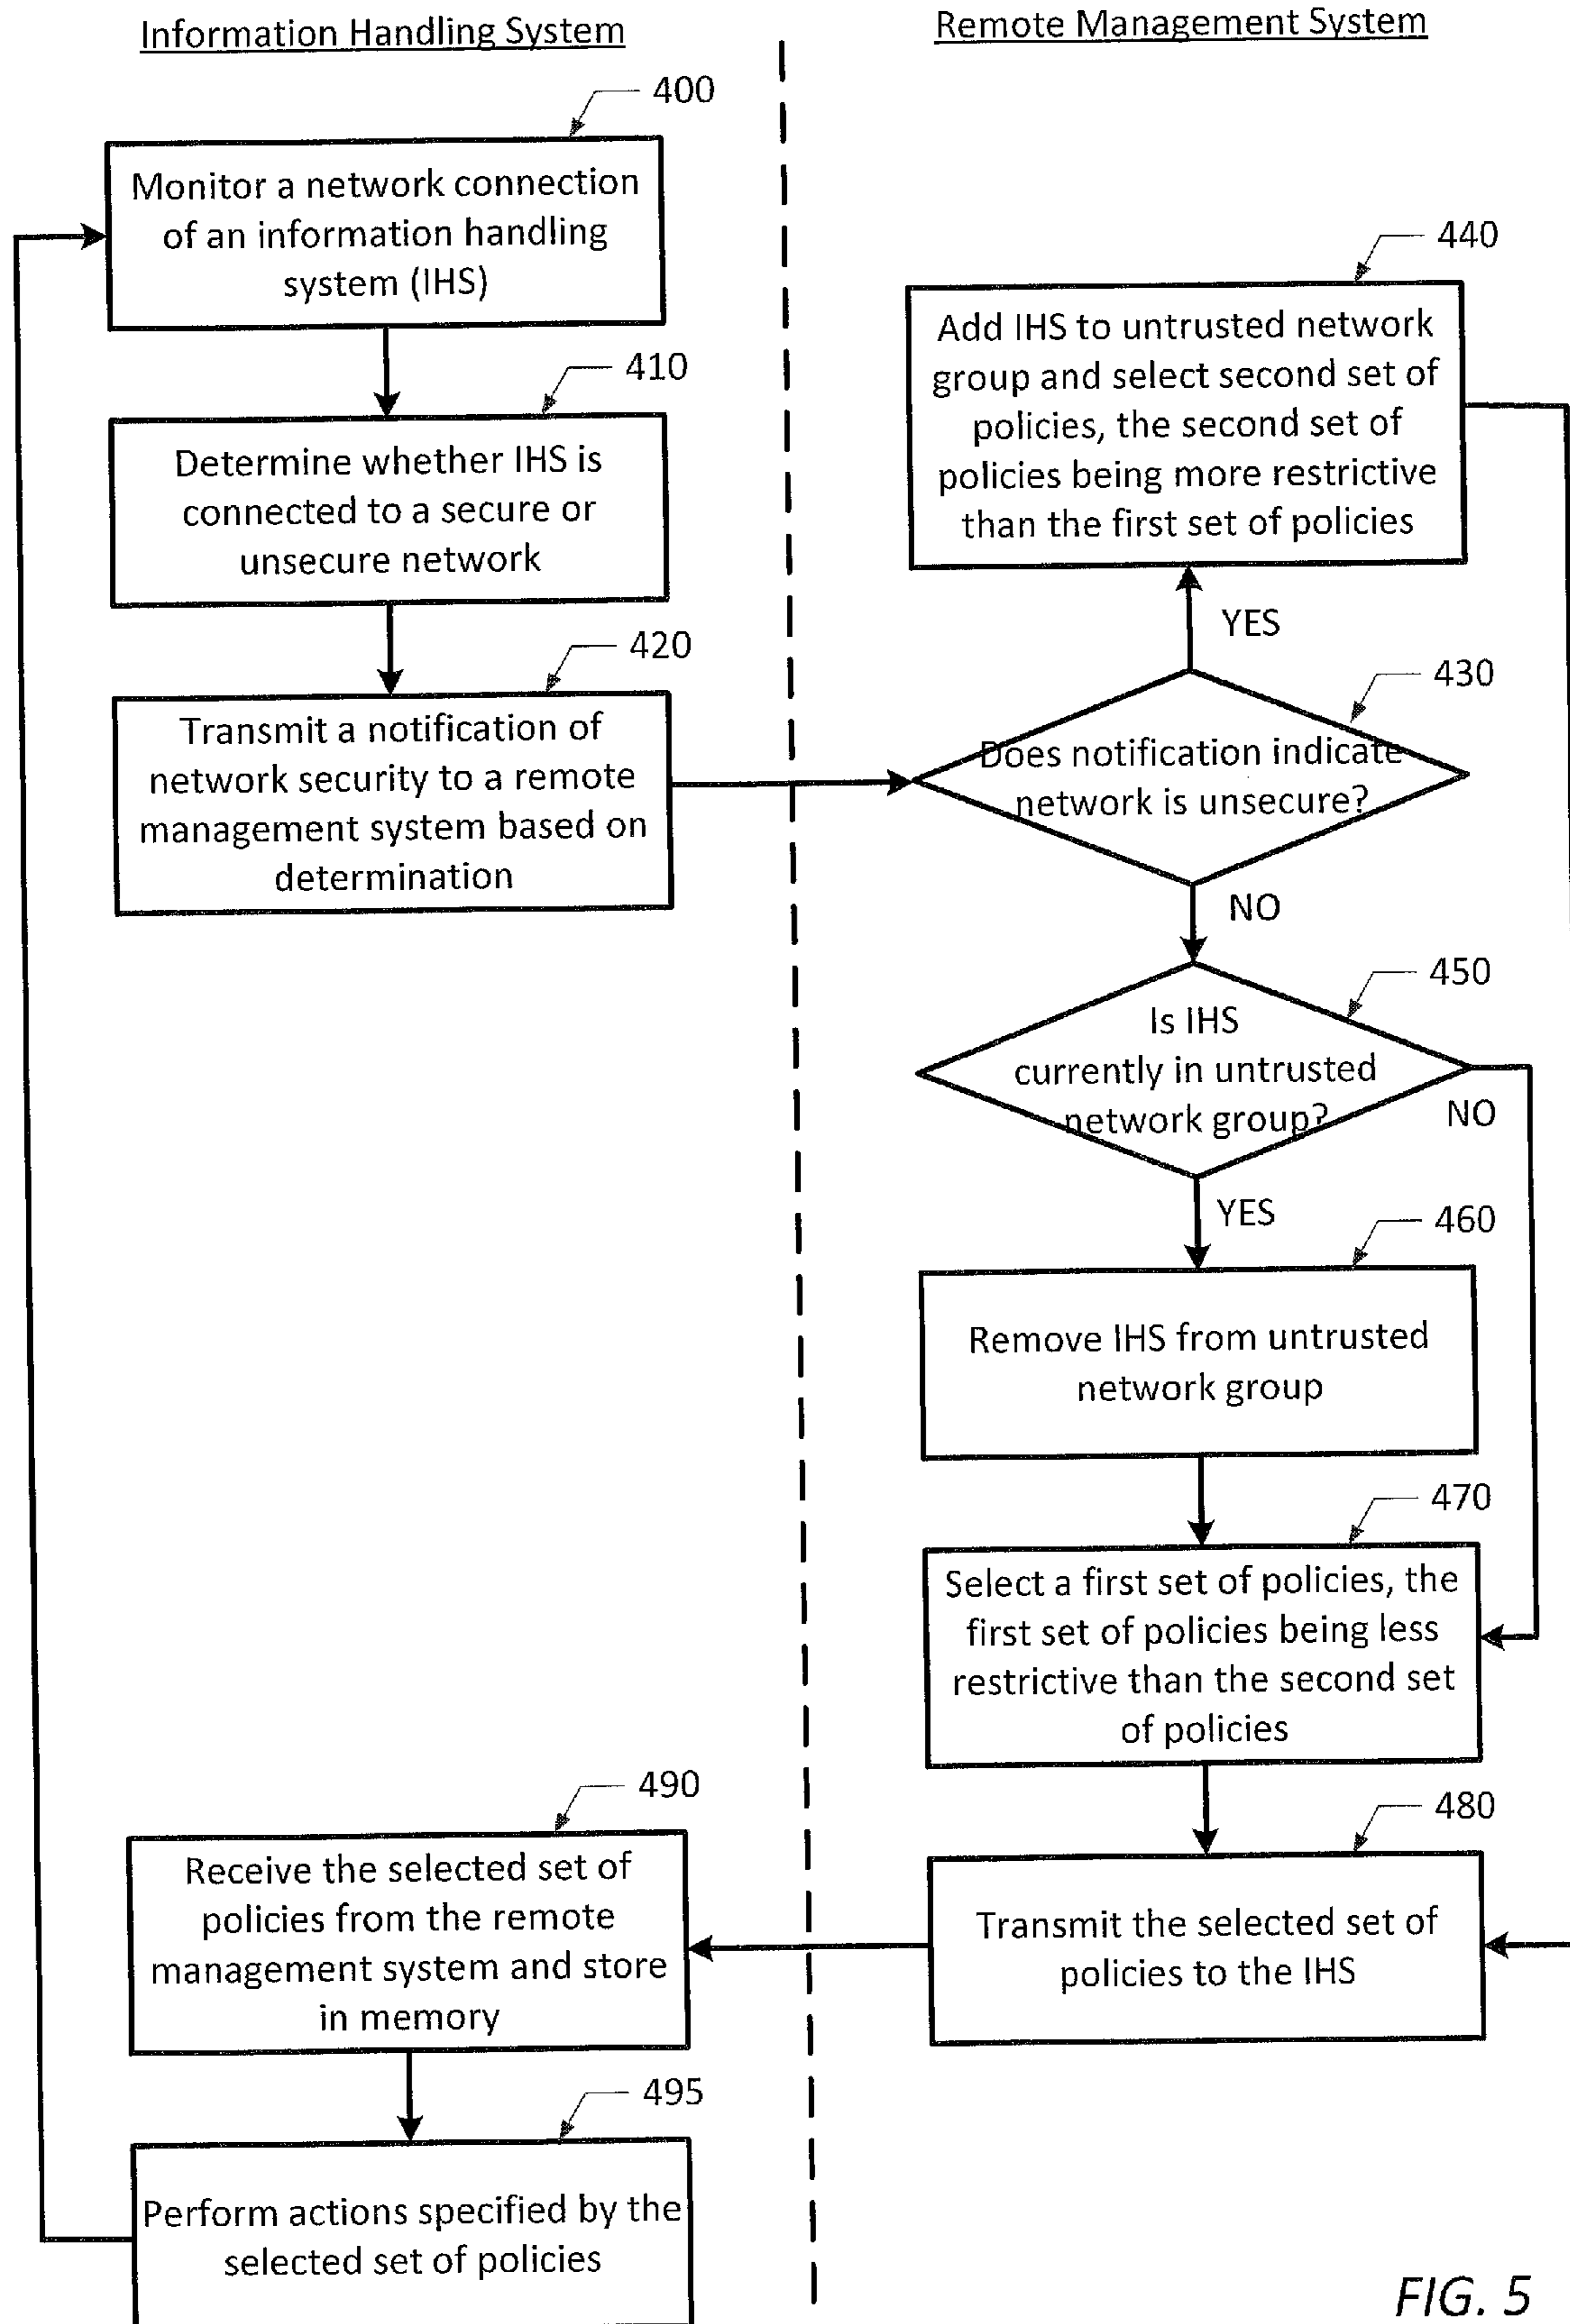 Information Handling System
Remote Management System
400
Monitor a network connection
of an information handling
system (IHS)
410
Determine whether IHS is
connected to a secure or
unsecure network
420
Transmit a notification of
network security to a remote
management system based on
determination
440
Add IHS to untrusted network
group and select second set of
policies, the second set of
policies being more restrictive
than the first set of policies
YES
430
Does notification indicate
network is unsecure?
NO
450
Is IHS
currently in untrusted
network group?
NO
YES
460
Remove IHS from untrusted
network group
470
Select a first set of policies, the
first set of policies being less
restrictive than the second set
of policies
480
Transmit the selected set of
policies to the IHS
490
Receive the selected set of
policies from the remote
management system and store
in memory
495
Perform actions specified by the
selected set of policies
FIG. 5